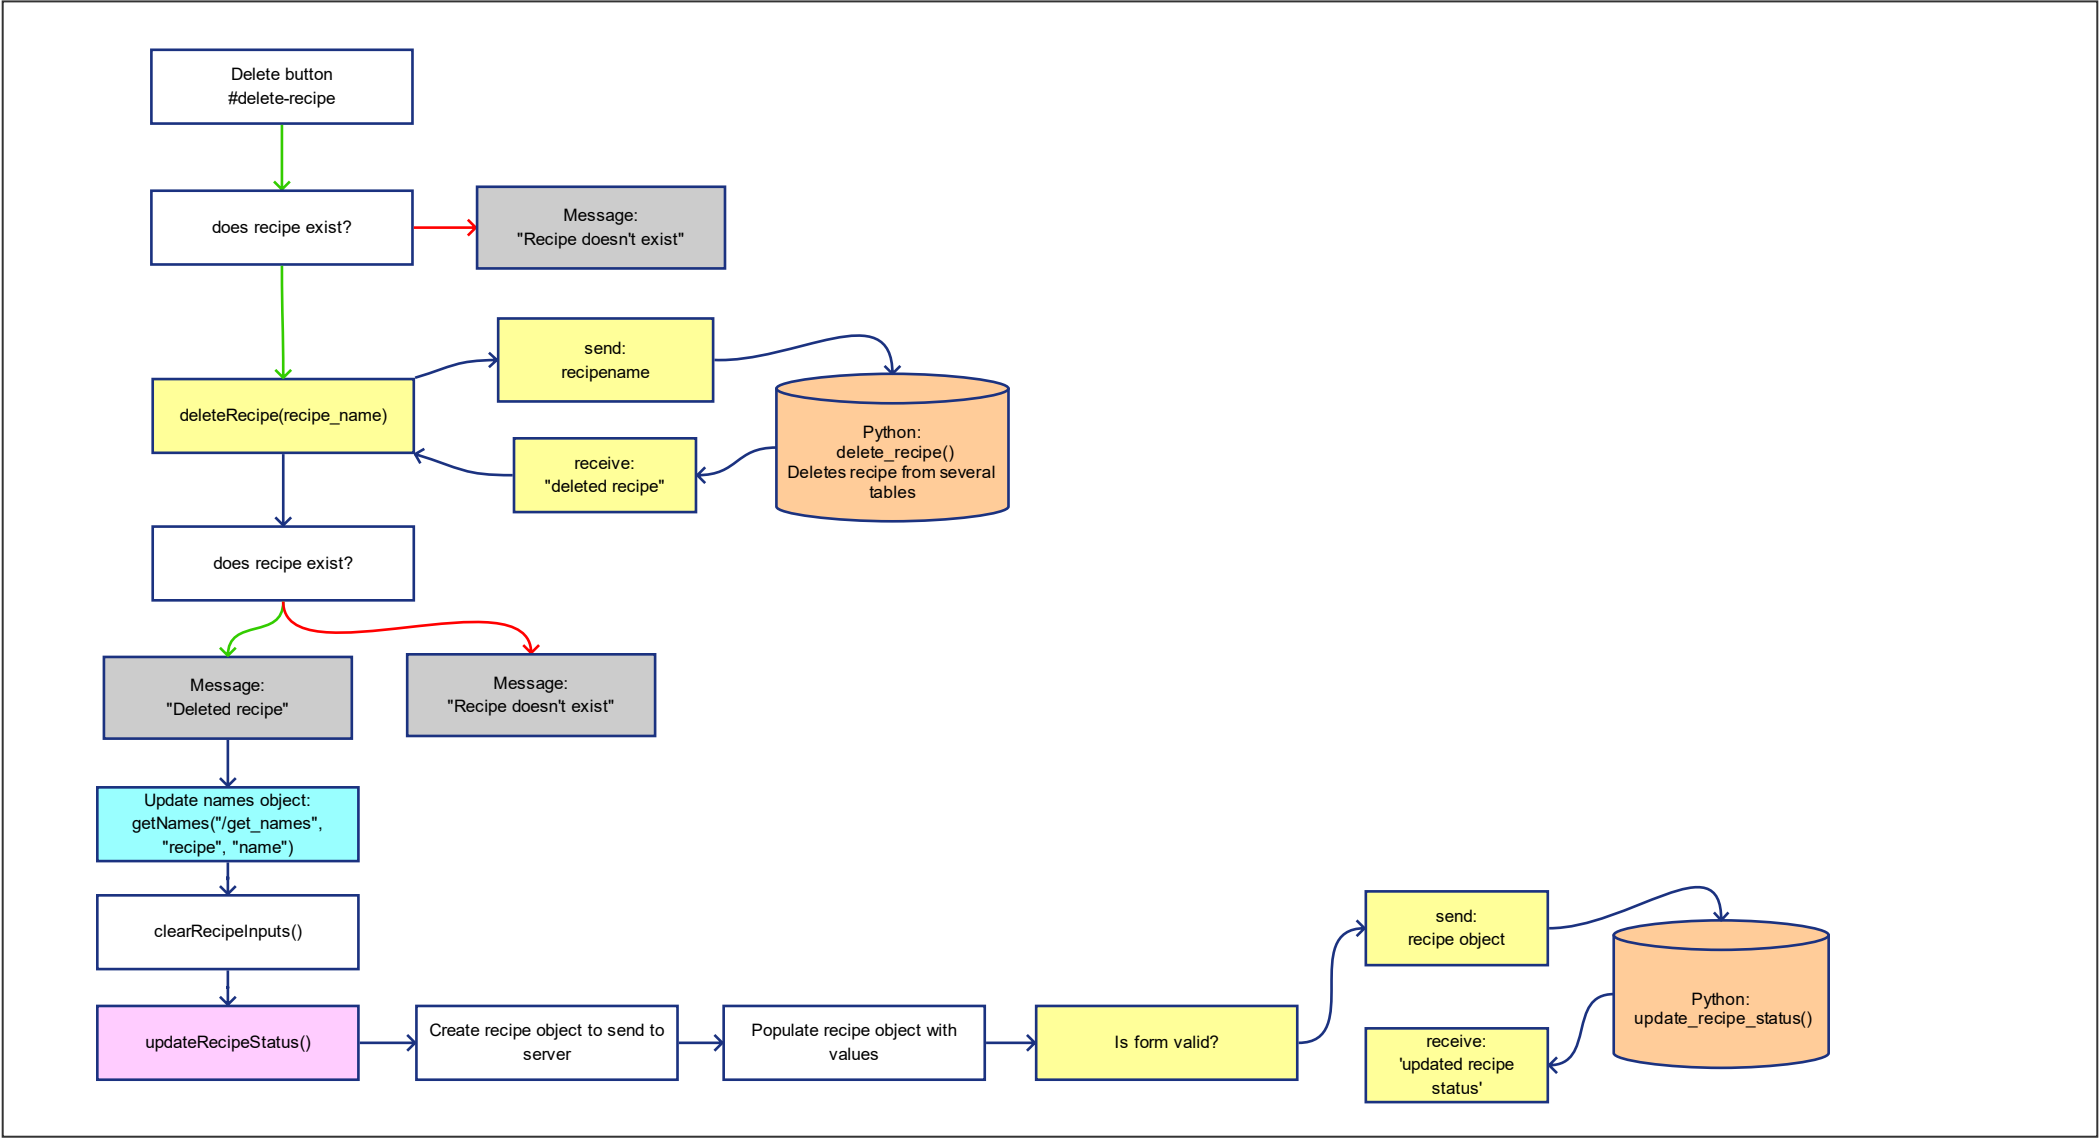 Delete button
#delete-recipe
does recipe exist?
Message:
"Recipe doesn't exist"
send:
recipename
deleteRecipe(recipe_name)
Python:
delete_recipe()
Deletes recipe from several
tables
receive:
"deleted recipe"
does recipe exist?
Message:
"Deleted recipe"
Message:
"Recipe doesn't exist"
Update names object:
getNames("/get_names",
"recipe", "name")
clearRecipeInputs()
updateRecipeStatus()
Create recipe object to send to
server
Populate recipe object with
values
Is form valid?
send:
recipe object
Python:
update_recipe_status()
receive:
'updated recipe
status'